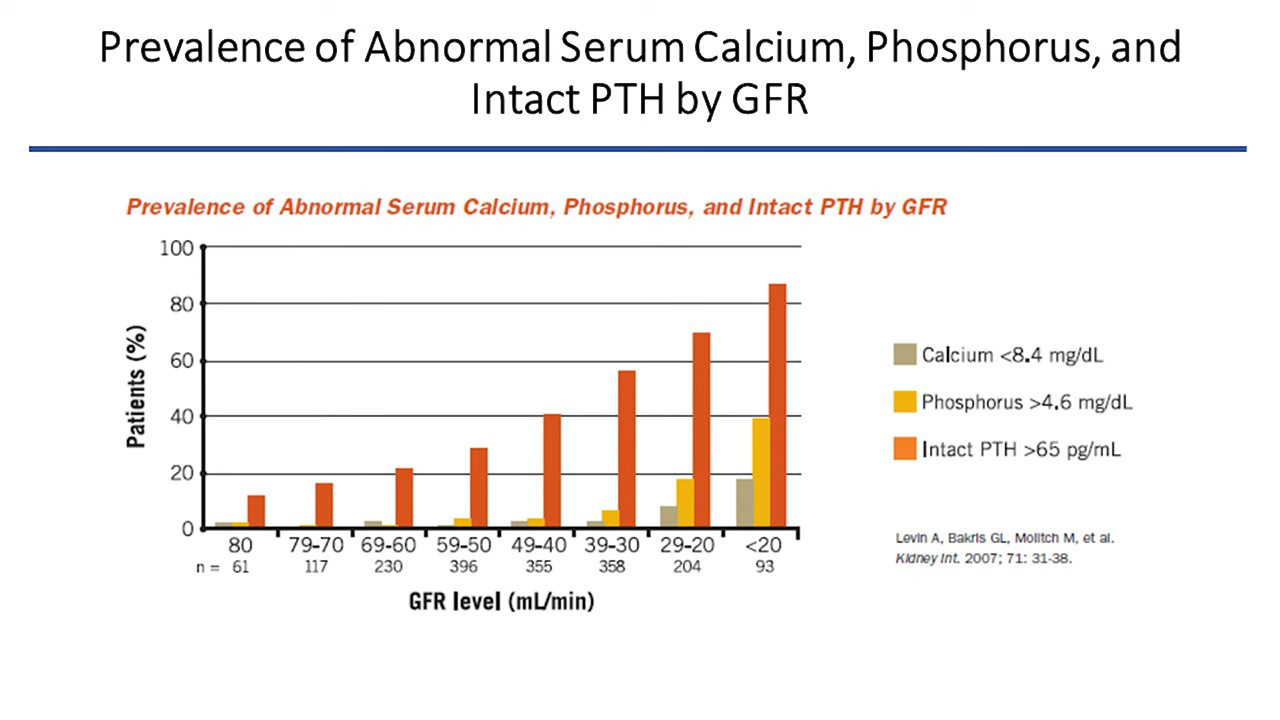 Prevalence of Abnormal Serum Calcium, Phosphorus, and
Intact PTH by GFR
Prevalence of Abnormal Serum Calcium, Phosphorus, and Intact PTH by GFR
Patients (%)
100
80
60
40
20
0
80 79-70 69-60 59-50 49-40 39-30 29-20 <20
n = 61 117 230 396 355 358 204 93
GFR level (mL/min)
Calcium <8.4 mg/dL
Phosphorus >4.6 mg/dL
Intact PTH >65 pg/mL
Levin A, Bakris GL, Molitch M, et al.
Kidney Int. 2007; 71: 31-38.